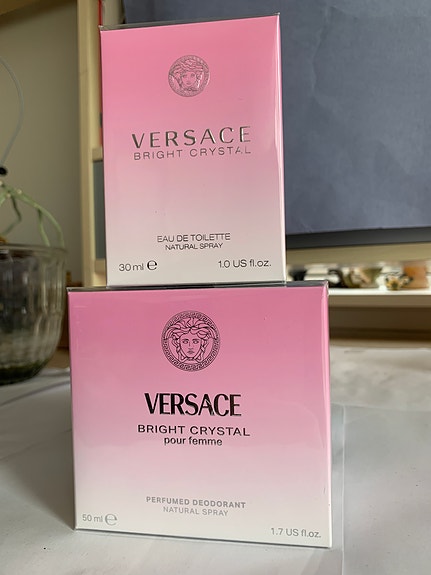 VERSACE
BRIGHT CRYSTAL
EAU DE TOILETTE
NATURAL SPRAY
30 ml ℮ 1.0 US fl.oz.
VERSACE
BRIGHT CRYSTAL
pour femme
PERFUMED DEODORANT
NATURAL SPRAY
50 ml ℮ 1.7 US fl.oz.